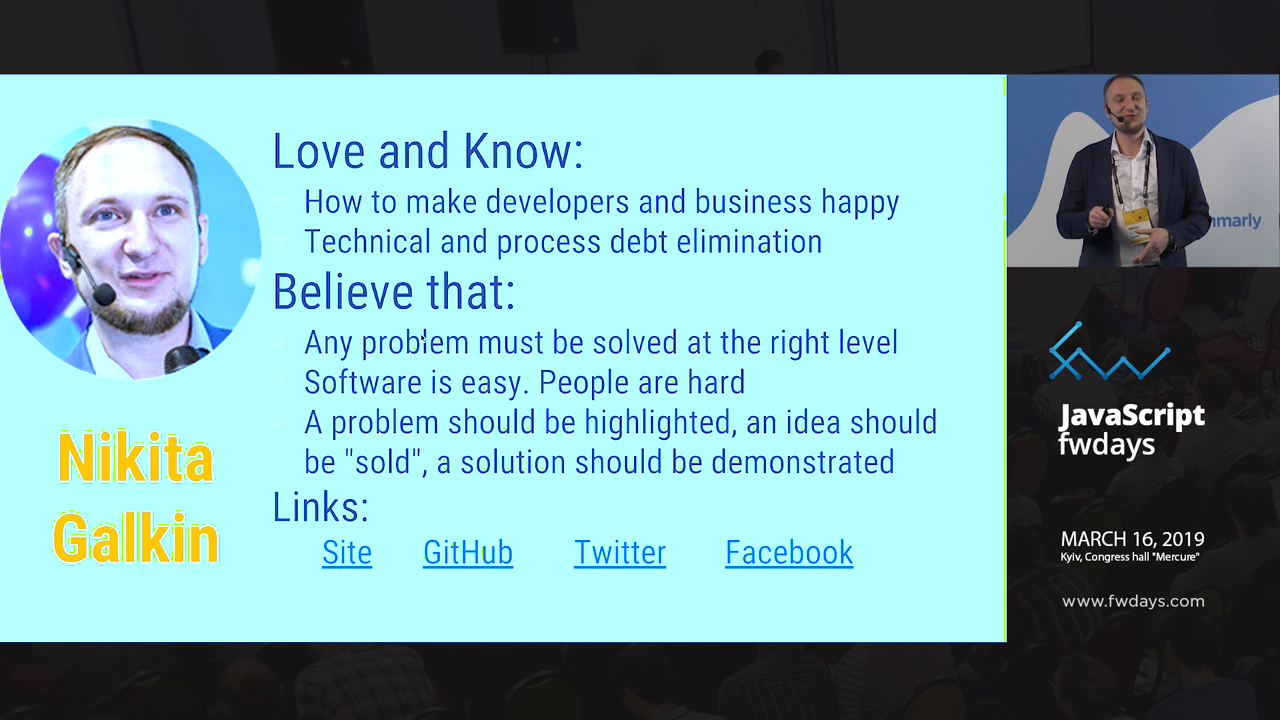 Love and Know:
How to make developers and business happy
Technical and process debt elimination
Believe that:
Any problem must be solved at the right level
Software is easy. People are hard
A problem should be highlighted, an idea should
be "sold", a solution should be demonstrated
Links:
Site GitHub Twitter Facebook
Nikita
Galkin
JavaScript
fwdays
MARCH 16, 2019
Kyiv, Congress hall "Mercure"
www.fwdays.com